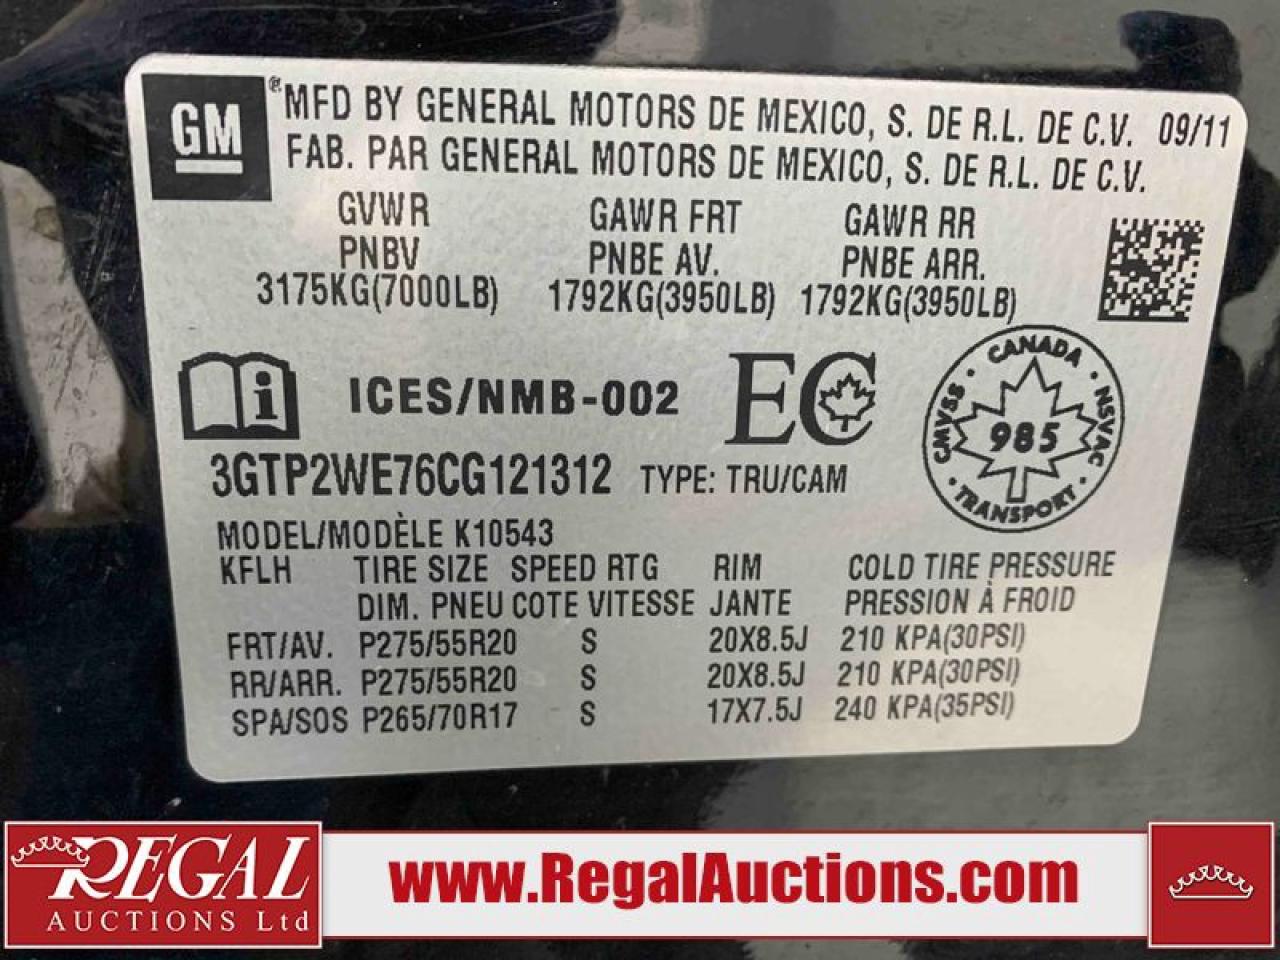 GM
® MFD BY GENERAL MOTORS DE MEXICO, S. DE R.L. DE C.V. 09/11
FAB. PAR GENERAL MOTORS DE MEXICO, S. DE R.L. DE C.V.
GVWR GAWR FRT GAWR RR
PNBV PNBE AV. PNBE ARR.
3175KG(7000LB) 1792KG(3950LB) 1792KG(3950LB)
i ICES/NMB-002 EC
CANADA
CMVSS 985 NSVAC
TRANSPORT
3GTP2WE76CG121312 TYPE: TRU/CAM
MODEL/MODÈLE K10543
KFLH TIRE SIZE SPEED RTG RIM COLD TIRE PRESSURE
DIM. PNEU COTE VITESSE JANTE PRESSION À FROID
FRT/AV. P275/55R20 S 20X8.5J 210 KPA(30PSI)
RR/ARR. P275/55R20 S 20X8.5J 210 KPA(30PSI)
SPA/SOS P265/70R17 S 17X7.5J 240 KPA(35PSI)
REGAL
AUCTIONS Ltd
www.RegalAuctions.com